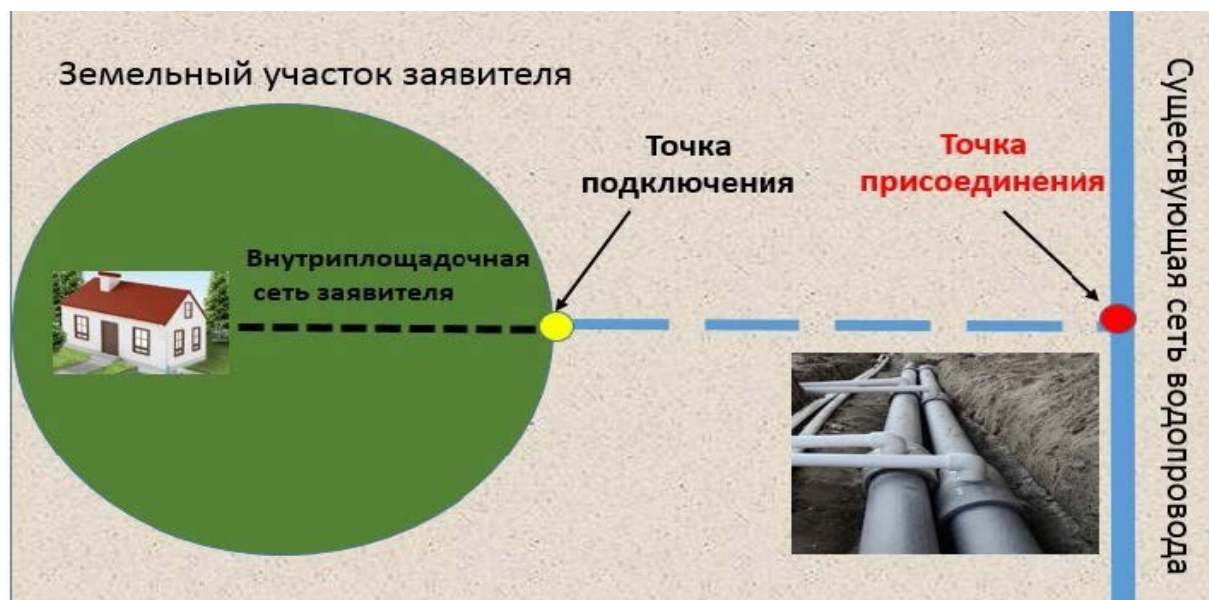 Земельный участок заявителя
Точка
подключения
Точка
присоединения
Внутриплощадочная
сеть заявителя
Существующая сеть водопровода